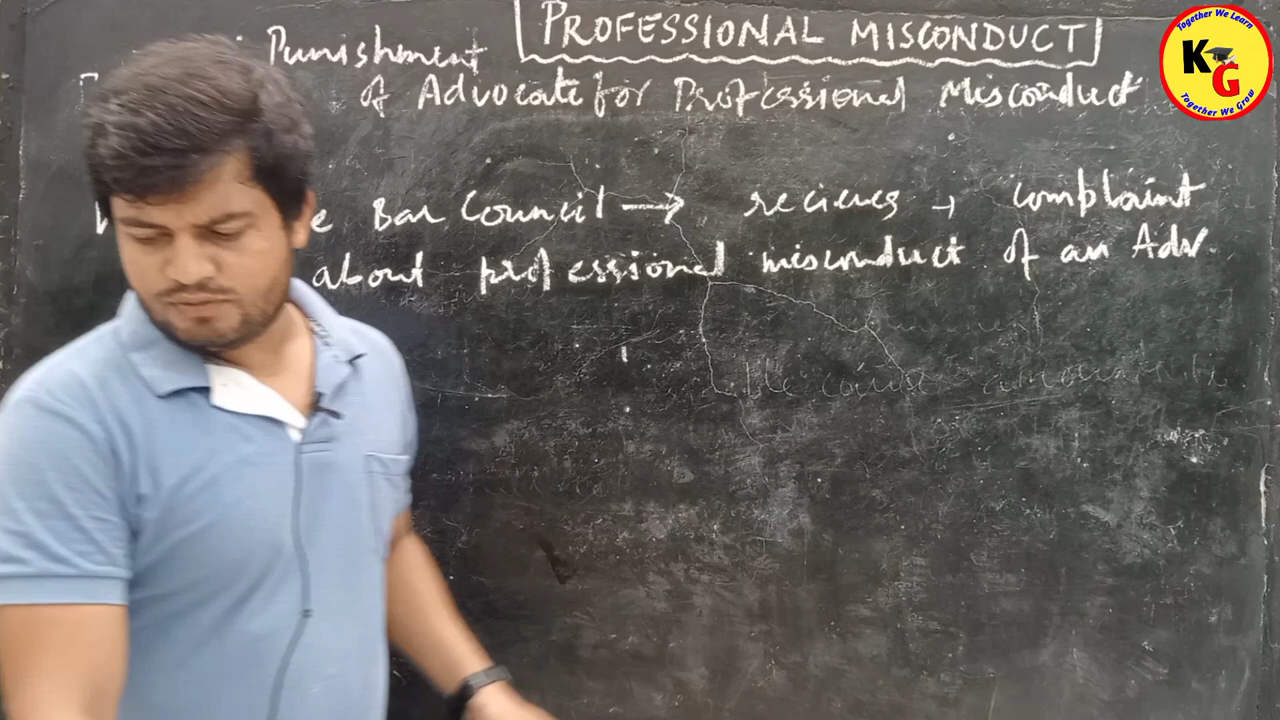 PROFESSIONAL MISCONDUCT
Punishment
of Advocate for Professional Misconduct
Bar Council → recieves → complaint
about professional misconduct of an Adv.
Together We Learn
KG
Together We Grow